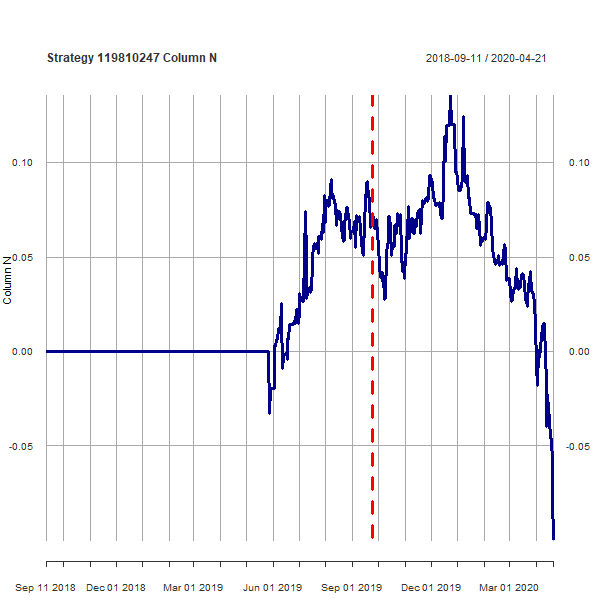 Strategy 119810247 Column N
2018-09-11 / 2020-04-21
0.10 0.10
0.05 0.05
0.00 0.00
-0.05 -0.05
Column N
Sep 11 2018 Dec 01 2018 Mar 01 2019 Jun 01 2019 Sep 01 2019 Dec 01 2019 Mar 01 2020